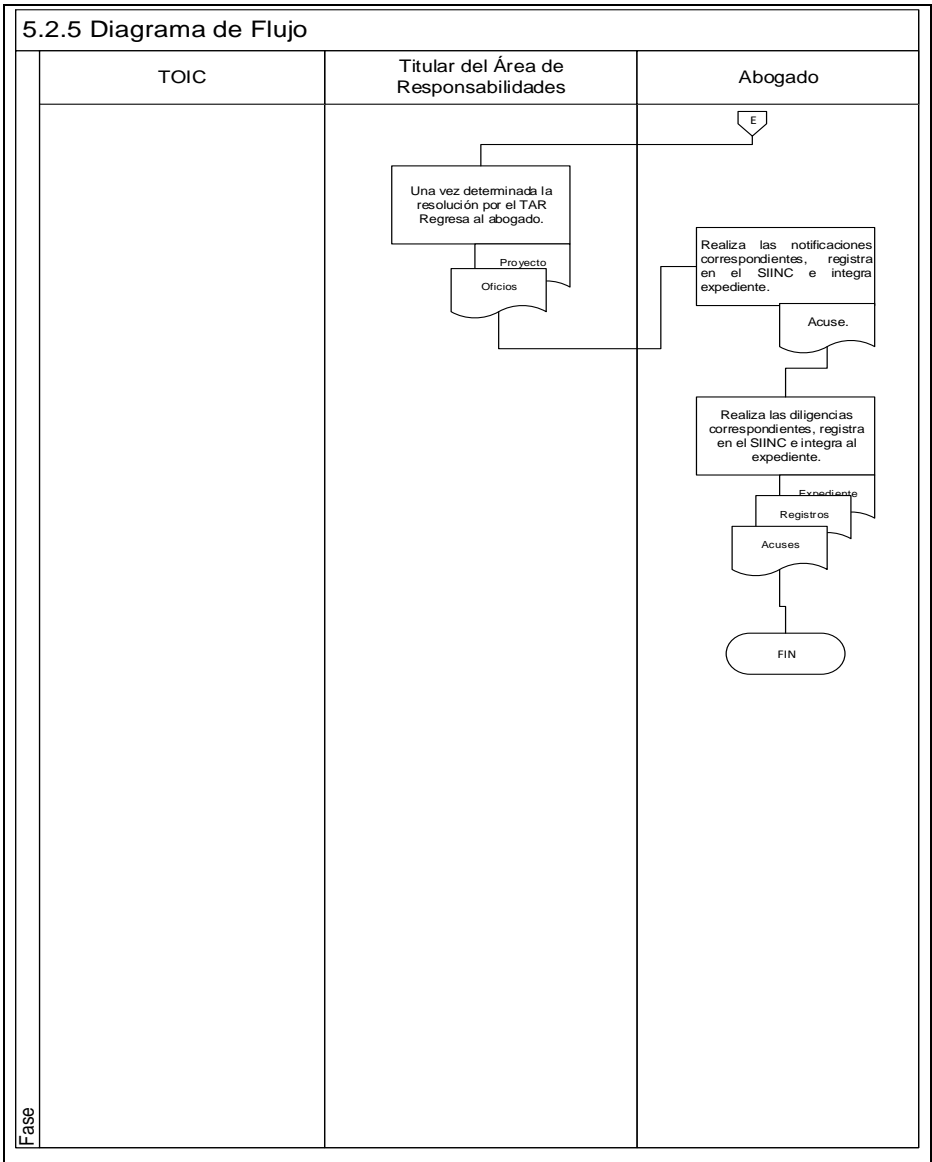 5.2.5 Diagrama de Flujo
TOIC
Titular del Área de
Responsabilidades
Abogado
E
Una vez determinada la
resolución por el TAR
Regresa al abogado.
Proyecto
Oficios
Realiza las notificaciones
correspondientes, registra
en el SIINC e integra
expediente.
Acuse.
Realiza las diligencias
correspondientes, registra
en el SIINC e integra al
expediente.
Expediente
Registros
Acuses
FIN
Fase